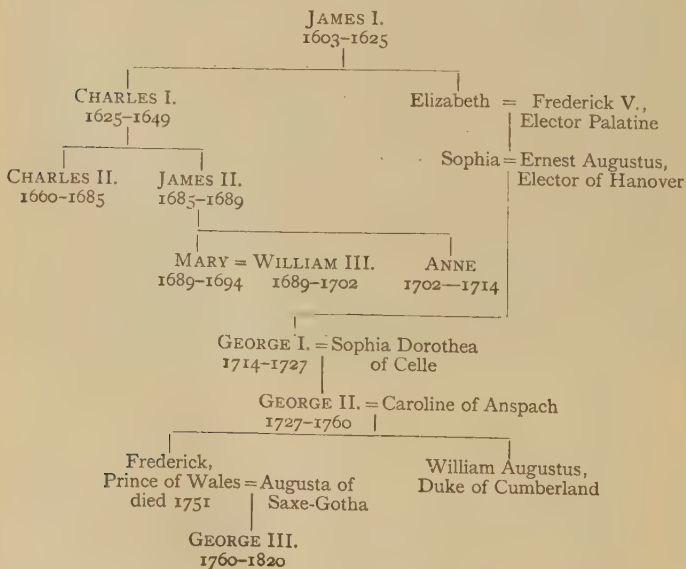 JAMES I.
1603–1625
CHARLES I.
1625–1649
Elizabeth = Frederick V.,
Elector Palatine
CHARLES II.
1660–1685
JAMES II.
1685–1689
Sophia = Ernest Augustus,
Elector of Hanover
MARY = WILLIAM III.
1689–1694 1689–1702
ANNE
1702—1714
GEORGE I. = Sophia Dorothea
1714–1727 of Celle
GEORGE II. = Caroline of Anspach
1727–1760
Frederick,
Prince of Wales = Augusta of
died 1751 Saxe-Gotha
William Augustus,
Duke of Cumberland
GEORGE III.
1760–1820